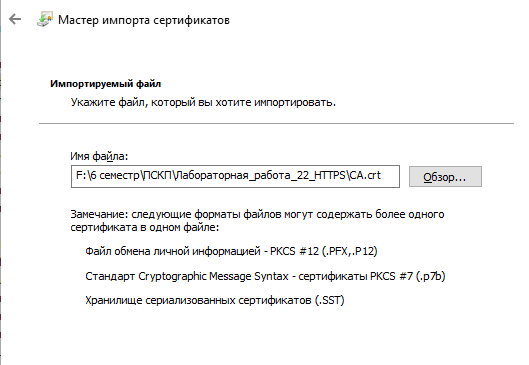 Мастер импорта сертификатов
Импортируемый файл
Укажите файл, который вы хотите импортировать.
Имя файла:
F:\6 семестр\ПСКП\Лабораторная_работа_22_HTTPS\CA.crt
Обзор...
Замечание: следующие форматы файлов могут содержать более одного
сертификата в одном файле:
Файл обмена личной информацией - PKCS #12 (.PFX,.P12)
Стандарт Cryptographic Message Syntax - сертификаты PKCS #7 (.p7b)
Хранилище сериализованных сертификатов (.SST)